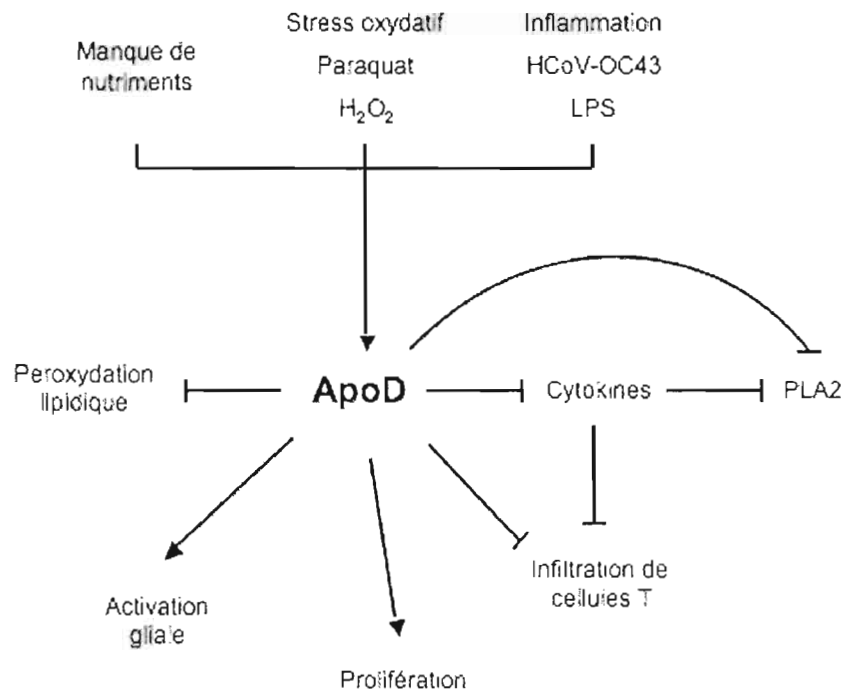 Manque de
nutriments
Stress oxydatif
Paraquat
H₂O₂
Inflammation
HCoV-OC43
LPS
Peroxydation
lipidique
ApoD
Cytokines
PLA2
Activation
gliale
Prolifération
Infiltration de
cellules T